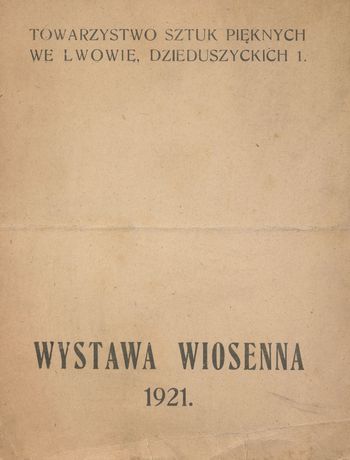 TOWARZYSTWO SZTUK PIĘKNYCH
WE LWOWIE, DZIEDUSZYCKICH 1.
WYSTAWA WIOSENNA
1921.